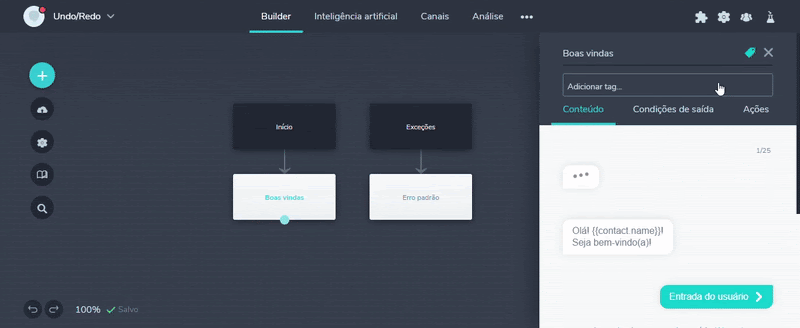 Undo/Redo
Builder
Inteligência artificial
Canais
Análise
Boas vindas
Adicionar tag...
Conteúdo
Condições de saída
Ações
1/25
Início
Exceções
Boas vindas
Erro padrão
Olá! {{contact name}}!
Seja bem-vindo(a)!
Entrada do usuário
100%
Salvo